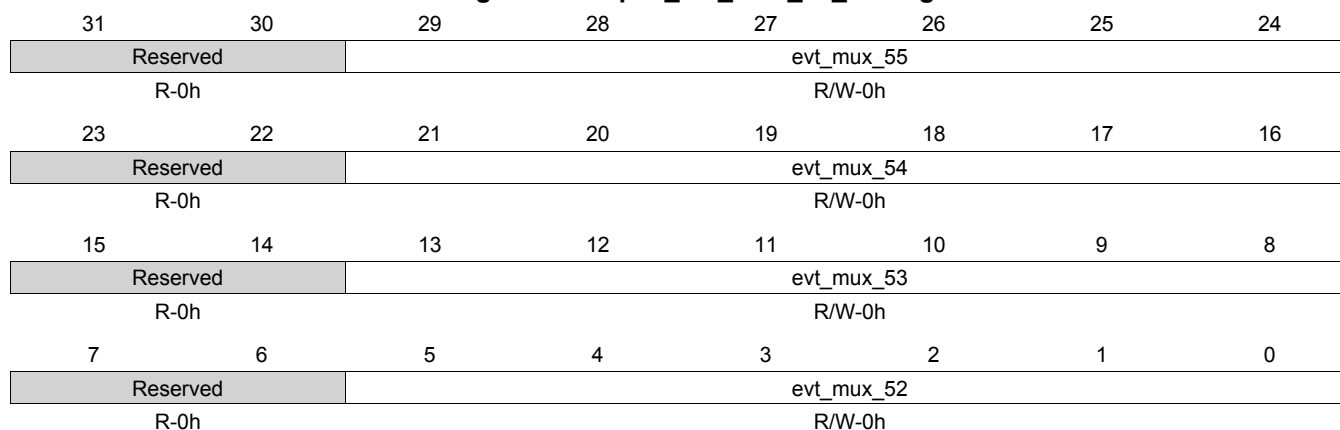 31 30 29 28 27 26 25 24
Reserved evt_mux_55
R-0h R/W-0h
23 22 21 20 19 18 17 16
Reserved evt_mux_54
R-0h R/W-0h
15 14 13 12 11 10 9 8
Reserved evt_mux_53
R-0h R/W-0h
7 6 5 4 3 2 1 0
Reserved evt_mux_52
R-0h R/W-0h